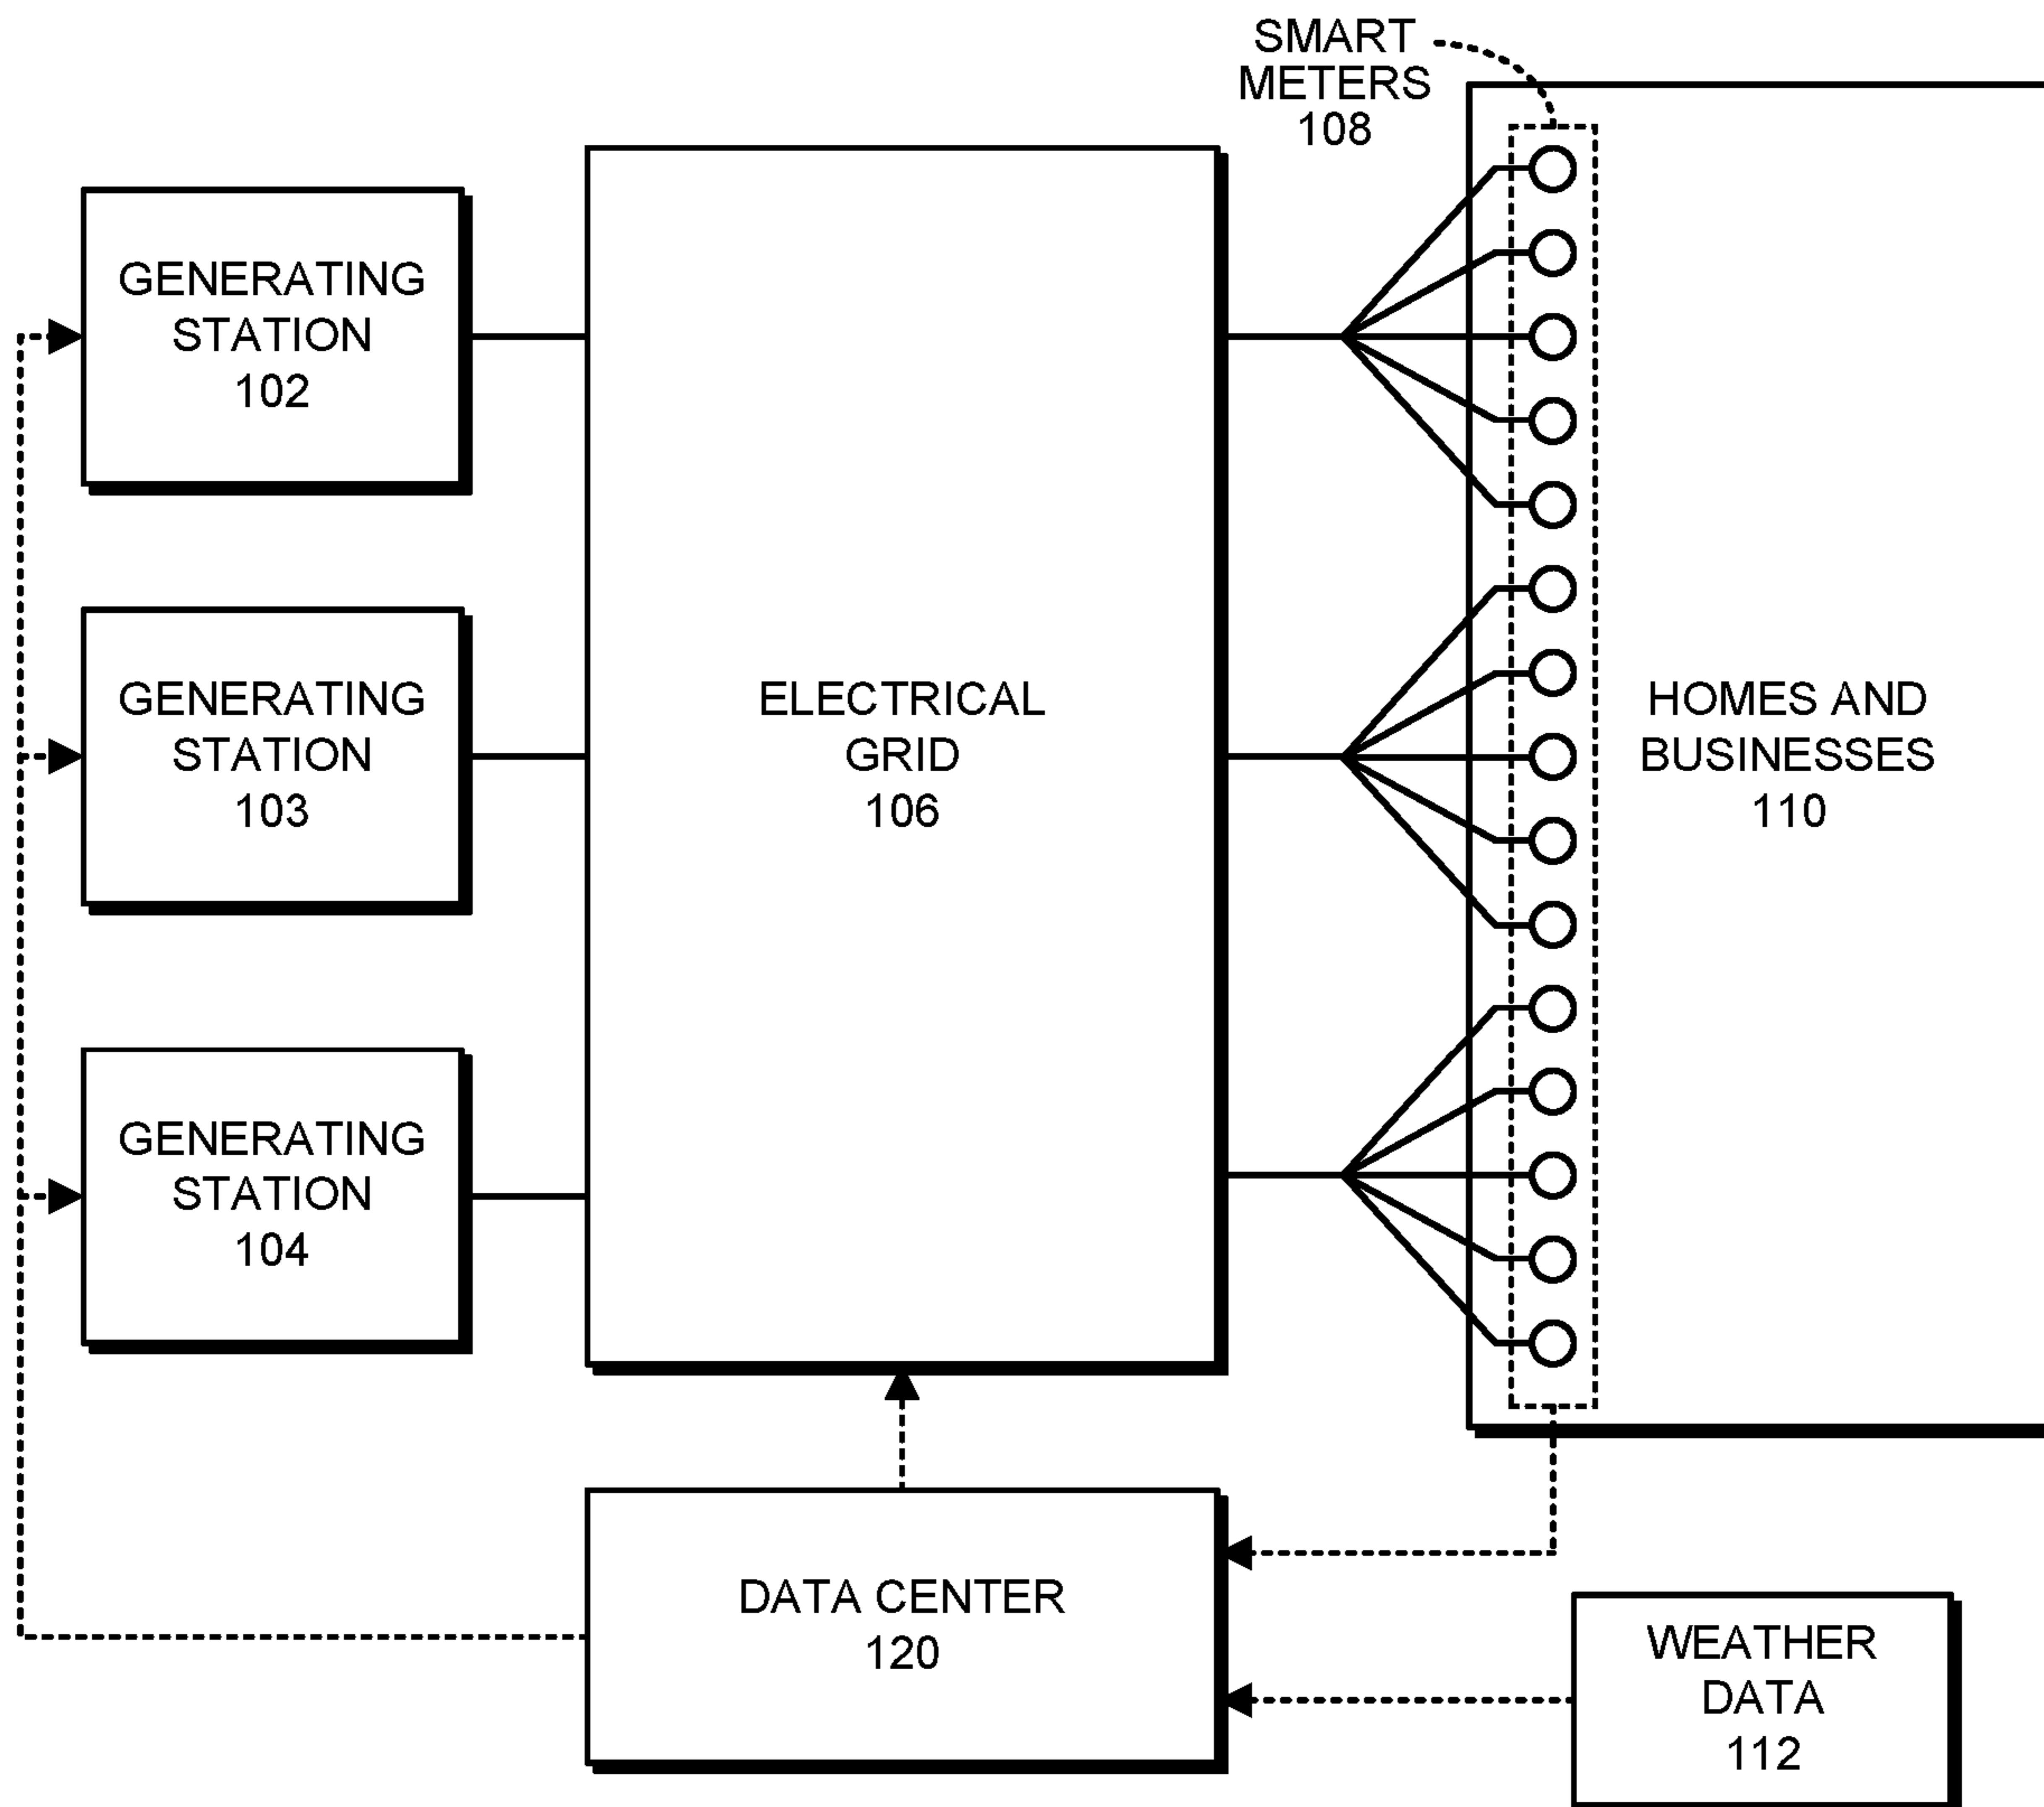 SMART
METERS
108
GENERATING
STATION
102
GENERATING
STATION
103
GENERATING
STATION
104
ELECTRICAL
GRID
106
HOMES AND
BUSINESSES
110
DATA CENTER
120
WEATHER
DATA
112